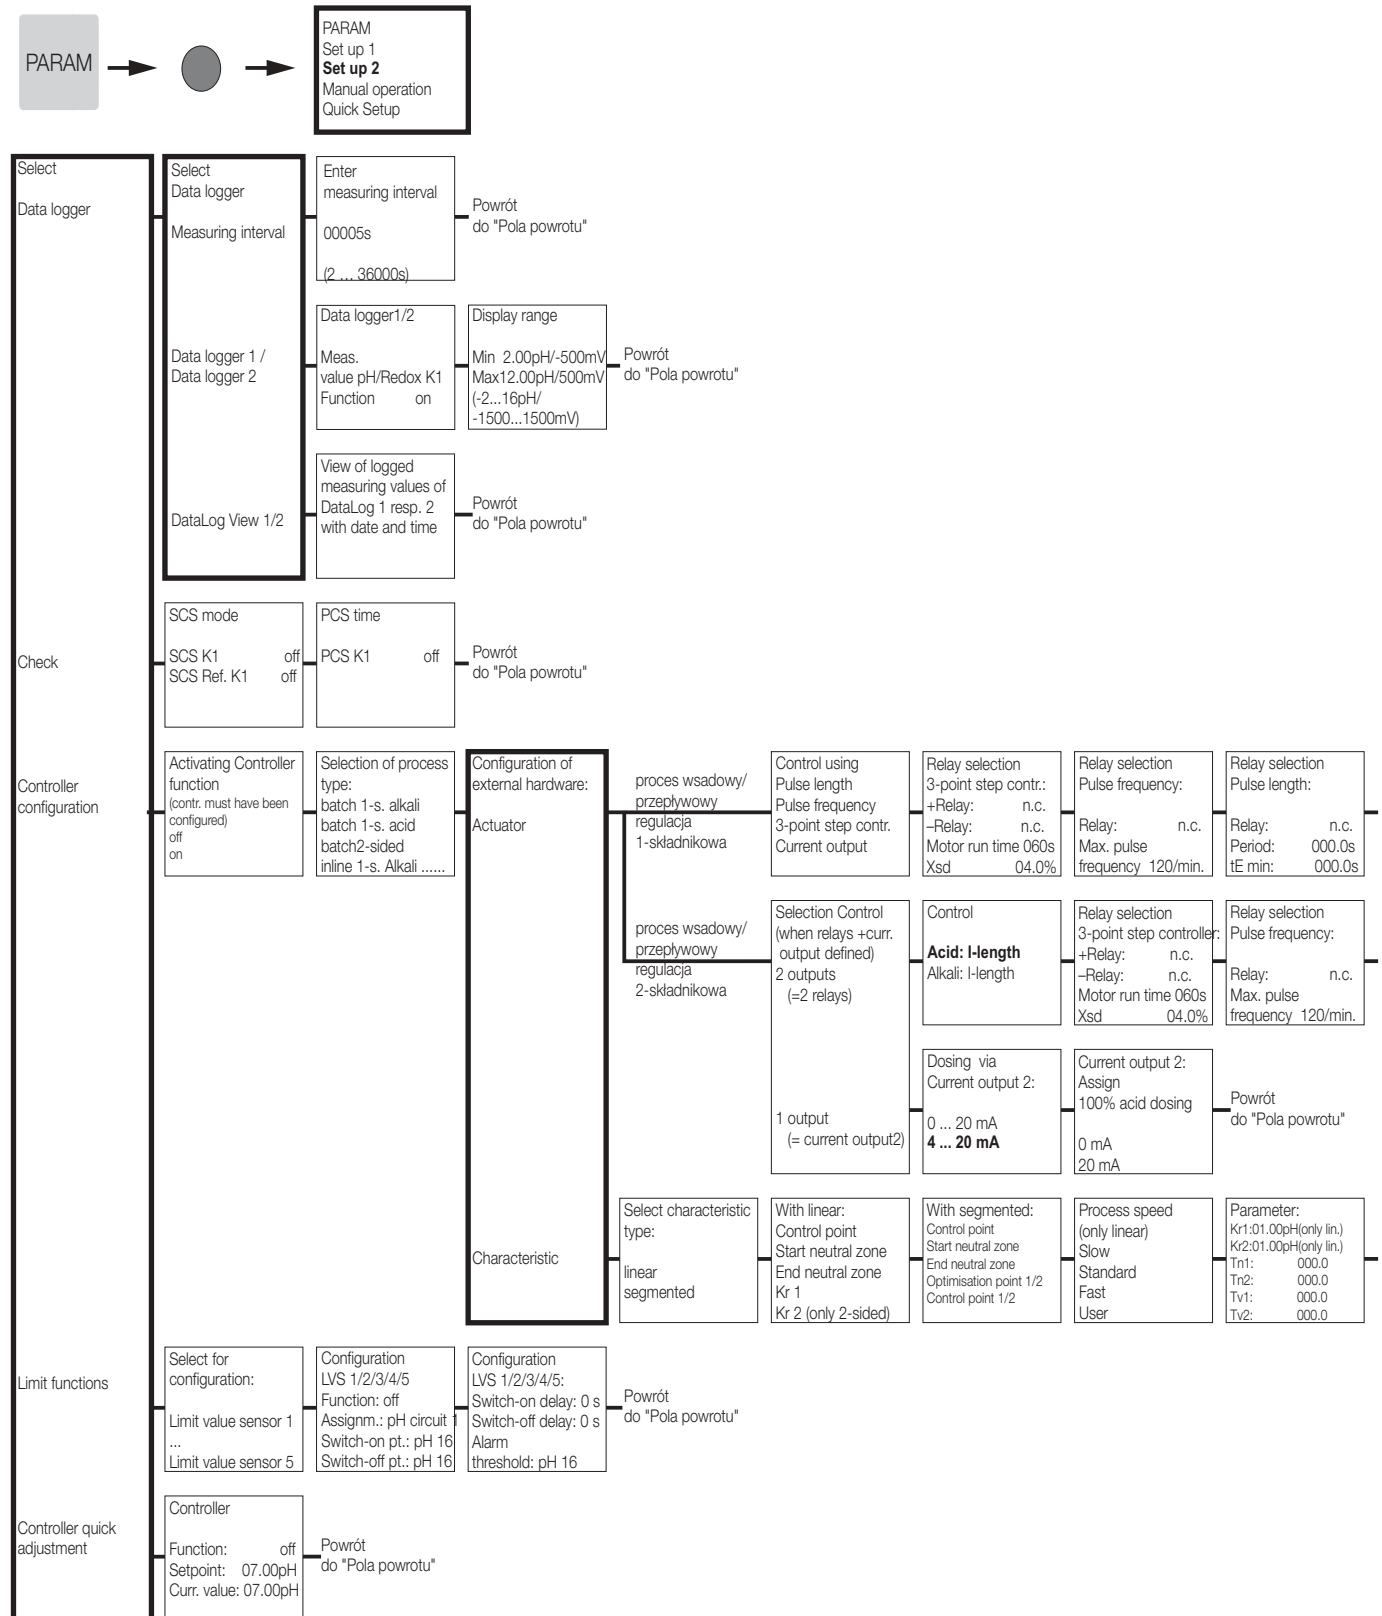 PARAM
PARAM
Set up 1
Set up 2
Manual operation
Quick Setup
Select
Data logger
Select
Data logger
Measuring interval
Enter
measuring interval
00005s
(2 ... 36000s)
Powrót
do "Pola powrotu"
Data logger 1 /
Data logger 2
Data logger1/2
Meas.
value pH/Redox K1
Function on
Display range
Min 2.00pH/-500mV
Max12.00pH/500mV
(-2...16pH/
-1500...1500mV)
Powrót
do "Pola powrotu"
DataLog View 1/2
View of logged
measuring values of
DataLog 1 resp. 2
with date and time
Powrót
do "Pola powrotu"
Check
SCS mode
SCS K1 off
SCS Ref. K1 off
PCS time
PCS K1 off
Powrót
do "Pola powrotu"
Controller
configuration
Activating Controller
function
(contr. must have been
configured)
off
on
Selection of process
type:
batch 1-s. alkali
batch 1-s. acid
batch2-sided
inline 1-s. Alkali ......
Configuration of
external hardware:
Actuator
proces wsadowy/
przepływowy
regulacja
1-składnikowa
Control using
Pulse length
Pulse frequency
3-point step contr.
Current output
Relay selection
3-point step contr.:
+Relay: n.c.
–Relay: n.c.
Motor run time 060s
Xsd 04.0%
Relay selection
Pulse frequency:
Relay: n.c.
Max. pulse
frequency 120/min.
Relay selection
Pulse length:
Relay: n.c.
Period: 000.0s
tE min: 000.0s
proces wsadowy/
przepływowy
regulacja
2-składnikowa
Selection Control
(when relays +curr.
output defined)
2 outputs
(=2 relays)
1 output
(= current output2)
Control
Acid: I-length
Alkali: I-length
Relay selection
3-point step controller:
+Relay: n.c.
–Relay: n.c.
Motor run time 060s
Xsd 04.0%
Relay selection
Pulse frequency:
Relay: n.c.
Max. pulse
frequency 120/min.
Dosing via
Current output 2:
0 ... 20 mA
4 ... 20 mA
Current output 2:
Assign
100% acid dosing
0 mA
20 mA
Powrót
do "Pola powrotu"
Characteristic
Select characteristic
type:
linear
segmented
With linear:
Control point
Start neutral zone
End neutral zone
Kr 1
Kr 2 (only 2-sided)
With segmented:
Control point
Start neutral zone
End neutral zone
Optimisation point 1/2
Control point 1/2
Process speed
(only linear)
Slow
Standard
Fast
User
Parameter:
Kr1:01.00pH(only lin.)
Kr2:01.00pH(only lin.)
Tn1: 000.0
Tn2: 000.0
Tv1: 000.0
Tv2: 000.0
Limit functions
Select for
configuration:
Limit value sensor 1
...
Limit value sensor 5
Configuration
LVS 1/2/3/4/5
Function: off
Assignm.: pH circuit 1
Switch-on pt.: pH 16
Switch-off pt.: pH 16
Configuration
LVS 1/2/3/4/5:
Switch-on delay: 0 s
Switch-off delay: 0 s
Alarm
threshold: pH 16
Powrót
do "Pola powrotu"
Controller quick
adjustment
Controller
Function: off
Setpoint: 07.00pH
Curr. value: 07.00pH
Powrót
do "Pola powrotu"